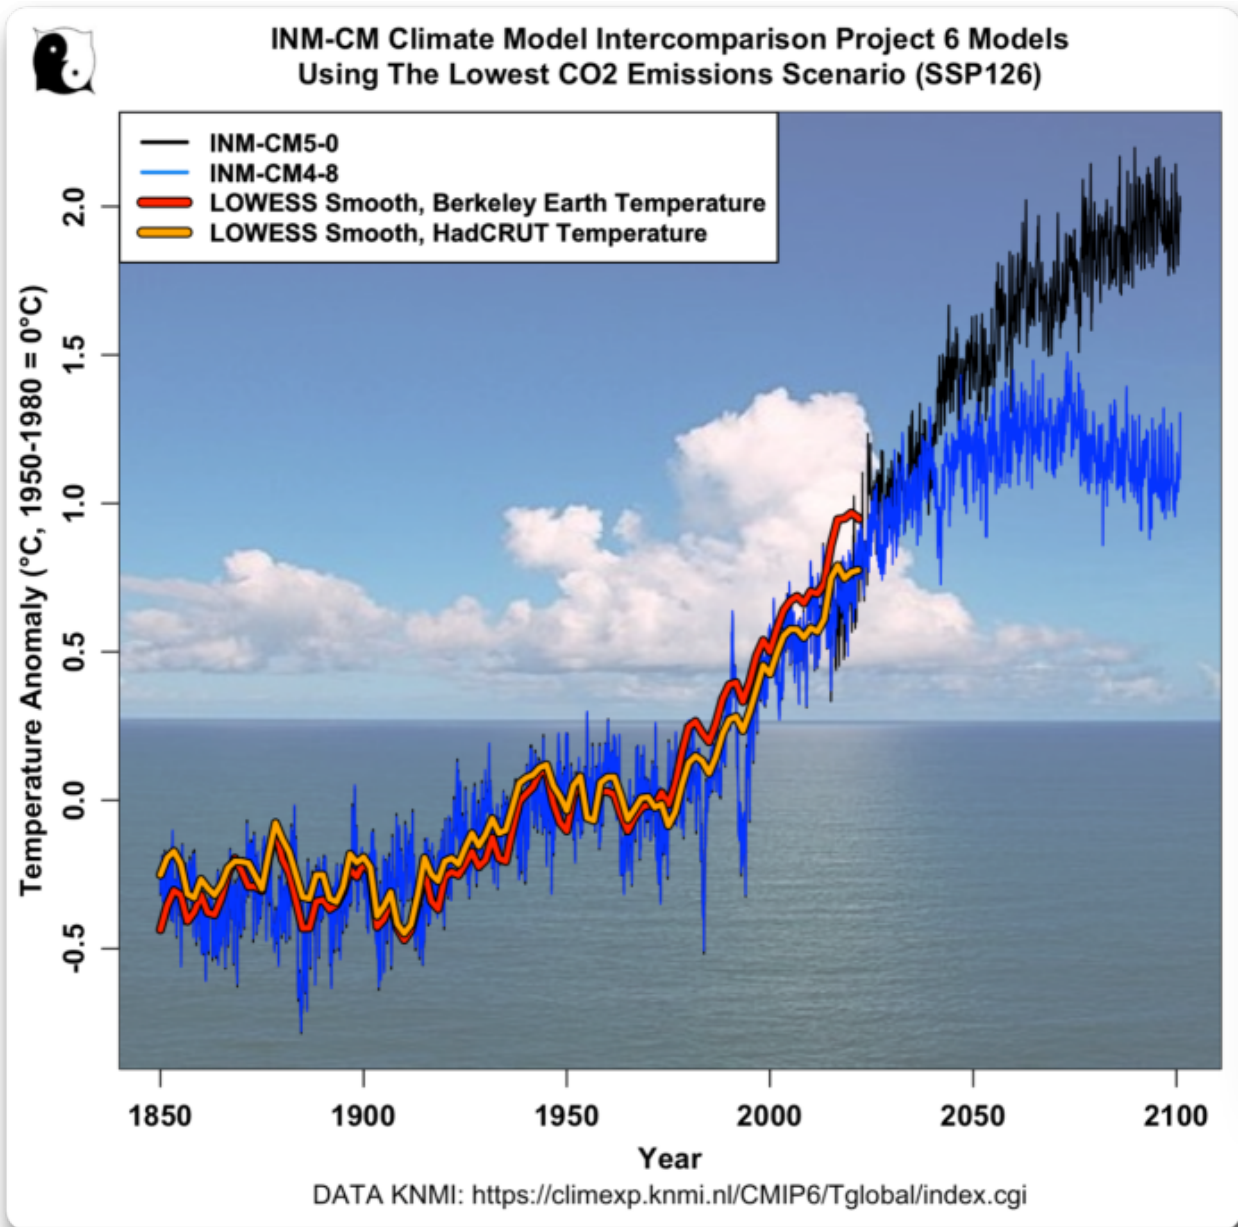 INM-CM Climate Model Intercomparison Project 6 Models
Using The Lowest CO2 Emissions Scenario (SSP126)
INM-CM5-0
INM-CM4-8
LOWESS Smooth, Berkeley Earth Temperature
LOWESS Smooth, HadCRUT Temperature
Temperature Anomaly (°C, 1950-1980 = 0°C)
2.0
1.5
1.0
0.5
0.0
-0.5
1850 1900 1950 2000 2050 2100
Year
DATA KNMI: https://climexp.knmi.nl/CMIP6/Tglobal/index.cgi